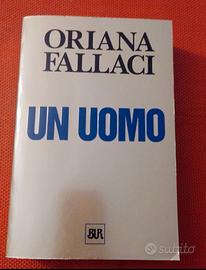 ORIANA
FALLACI
UN UOMO
BUR
subito